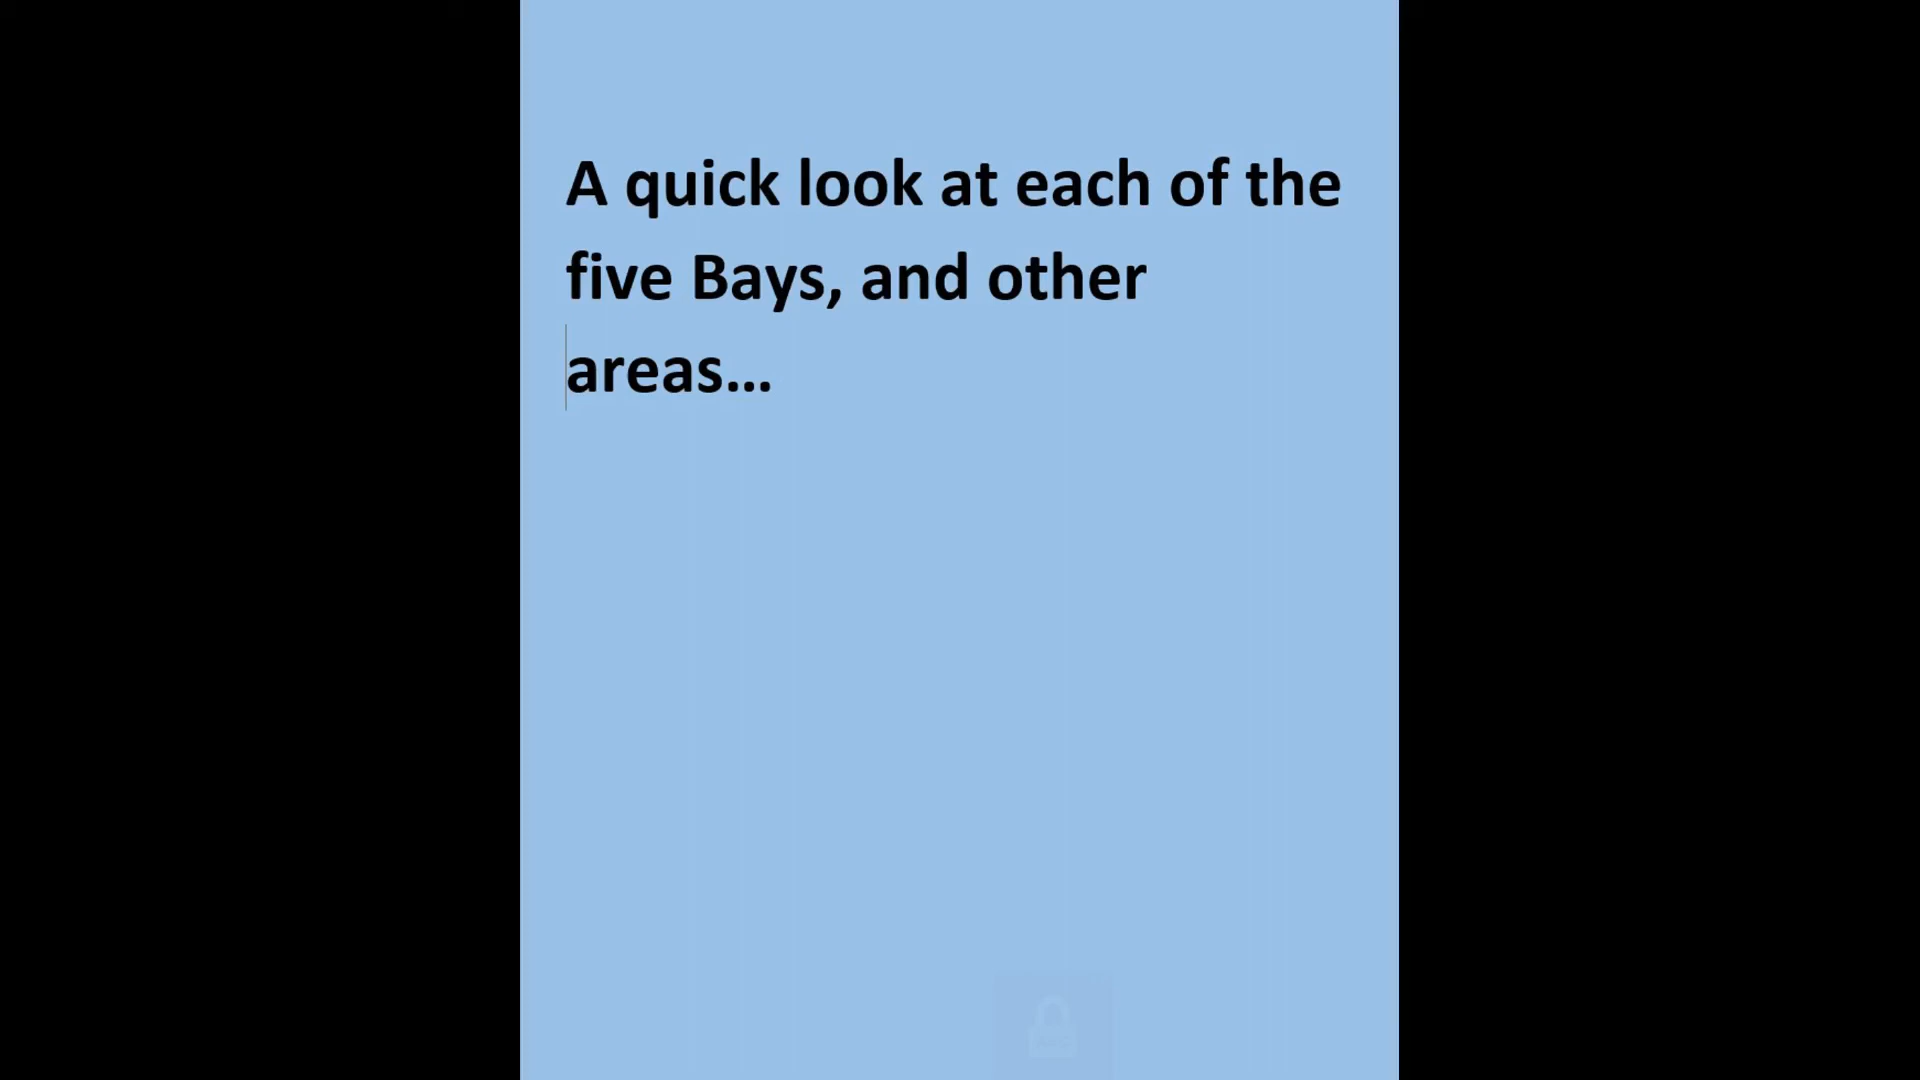 A quick look at each of the
five Bays, and other
areas...